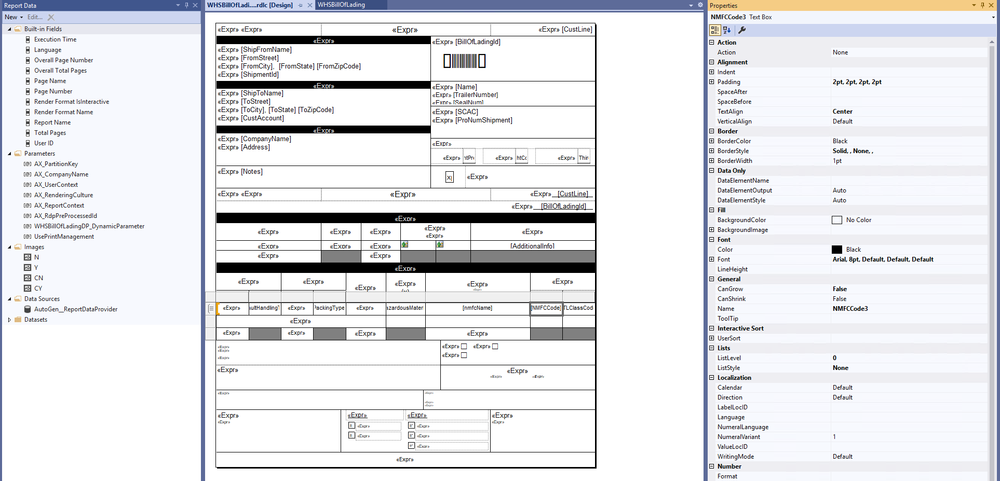 Report Data
New Edit...
Built-in Fields
Execution Time
Language
Overall Page Number
Overall Total Pages
Page Name
Page Number
Render Format IsInteractive
Render Format Name
Report Name
Total Pages
User ID
Parameters
AX_PartitionKey
AX_CompanyName
AX_UserContext
AX_RenderingCulture
AX_ReportContext
AX_RdpPreProcessedId
WHSBillOfLadingDP_DynamicParameter
UsePrintManagement
Images
N
Y
CN
CY
Data Sources
AutoGen__ReportDataProvider
Datasets
WHSBillOfLadi....rdlc [Design] WHSBillOfLading
«Expr» «Expr» «Expr» «Expr» [CustLine]
«Expr» «Expr» [BillOfLadingId]
«Expr» [ShipFromName]
«Expr» [FromStreet]
«Expr» [FromCity], [FromState] [FromZipCode]
«Expr» [ShipmentId]
«Expr» «Expr» [Name]
«Expr» [ShipToName] «Expr» [TrailerNumber]
«Expr» [ToStreet] «Expr» [SealNum]
«Expr» [ToCity], [ToState] [ToZipCode] «Expr» [SCAC]
«Expr» [CustAccount] «Expr» [ProNumShipment]
«Expr»
«Expr» [CompanyName] «Expr»
«Expr» [Address]
«Expr» htPr «Expr» htCo «Expr» Thir
«Expr» [Notes] X «Expr»
«Expr» «Expr» «Expr» «Expr» [CustLine]
«Expr» [BillOfLadingId]
«Expr»
«Expr» «Expr» «Expr» «Expr» «Expr»
«Expr»
«Expr» «Expr» «Expr» [AdditionalInfo]
«Expr» «Expr»
«Expr»
«Expr» «Expr» «Expr» «Expr» «Expr» «Expr»
(x) «Expr»
«Expr» ultHandlingT «Expr» PackingType «Expr» azardousMater [nmfcName] [NMFCCode] TLClassCod
«Expr»
«Expr» «Expr» «Expr» «Expr»
«Expr» «Expr» «Expr»
«Expr»
«Expr» «Expr»
«Expr» «Expr»
«Expr» «Expr»
«Expr» «Expr»
«Expr»
«Expr»
«Expr» «Expr» «Expr» «Expr»
«Expr» «Expr»
«Expr» «Expr»
«Expr» «Expr»
«Expr»
«Expr»
Properties
NMFCCode3 Text Box
Action
Action None
Alignment
Indent
Padding 2pt, 2pt, 2pt, 2pt
SpaceAfter
SpaceBefore
TextAlign Center
VerticalAlign Default
Border
BorderColor Black
BorderStyle Solid, , None, ,
BorderWidth 1pt
Data Only
DataElementName
DataElementOutput Auto
DataElementStyle Auto
Fill
BackgroundColor No Color
BackgroundImage
Font
Color Black
Font Arial, 8pt, Default, Default, Default
LineHeight
General
CanGrow False
CanShrink False
Name NMFCCode3
ToolTip
Interactive Sort
UserSort
Lists
ListLevel 0
ListStyle None
Localization
Calendar Default
Direction Default
LabelLocID
Language
NumeralLanguage
NumeralVariant 1
ValueLocID
WritingMode Default
Number
Format